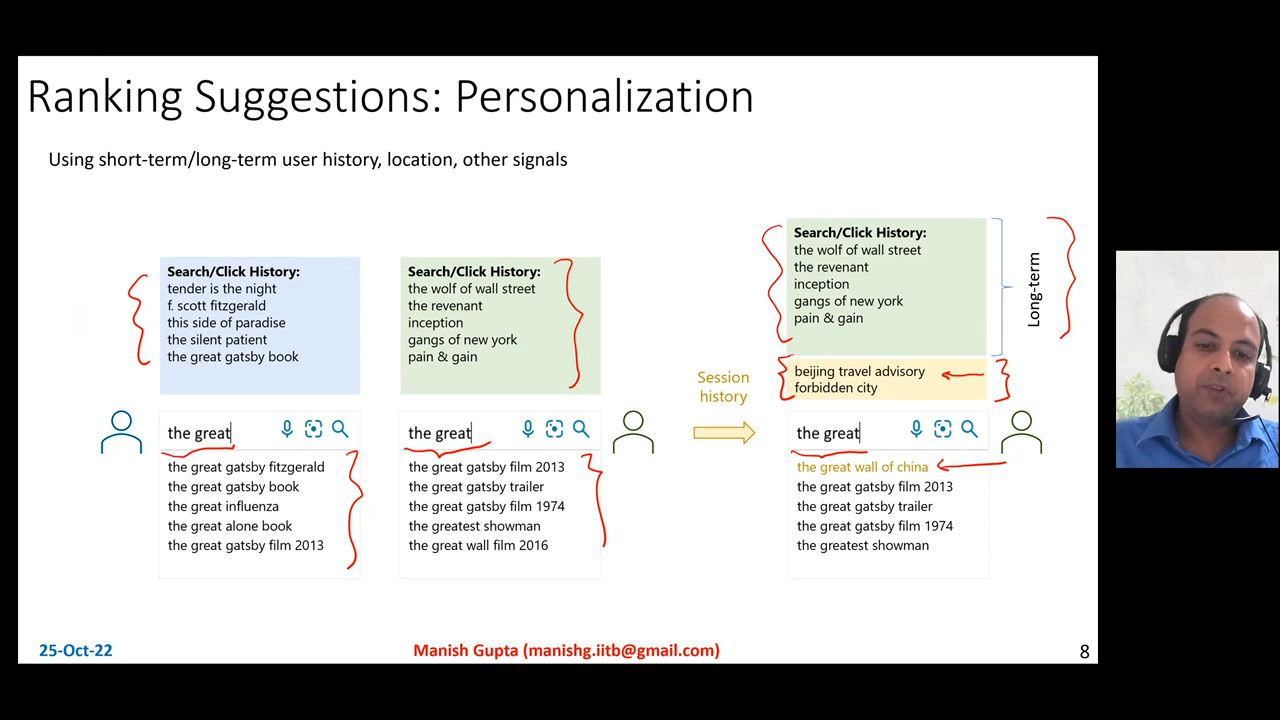 Ranking Suggestions: Personalization
Using short-term/long-term user history, location, other signals
Search/Click History:
tender is the night
f. scott fitzgerald
this side of paradise
the silent patient
the great gatsby book
the great
the great gatsby fitzgerald
the great gatsby book
the great influenza
the great alone book
the great gatsby film 2013
Search/Click History:
the wolf of wall street
the revenant
inception
gangs of new york
pain & gain
the great
the great gatsby film 2013
the great gatsby trailer
the great gatsby film 1974
the greatest showman
the great wall film 2016
Session
history
Search/Click History:
the wolf of wall street
the revenant
inception
gangs of new york
pain & gain
Long-term
beijing travel advisory
forbidden city
the great
the great wall of china
the great gatsby film 2013
the great gatsby trailer
the great gatsby film 1974
the greatest showman
25-Oct-22
Manish Gupta (manishg.iitb@gmail.com)
8